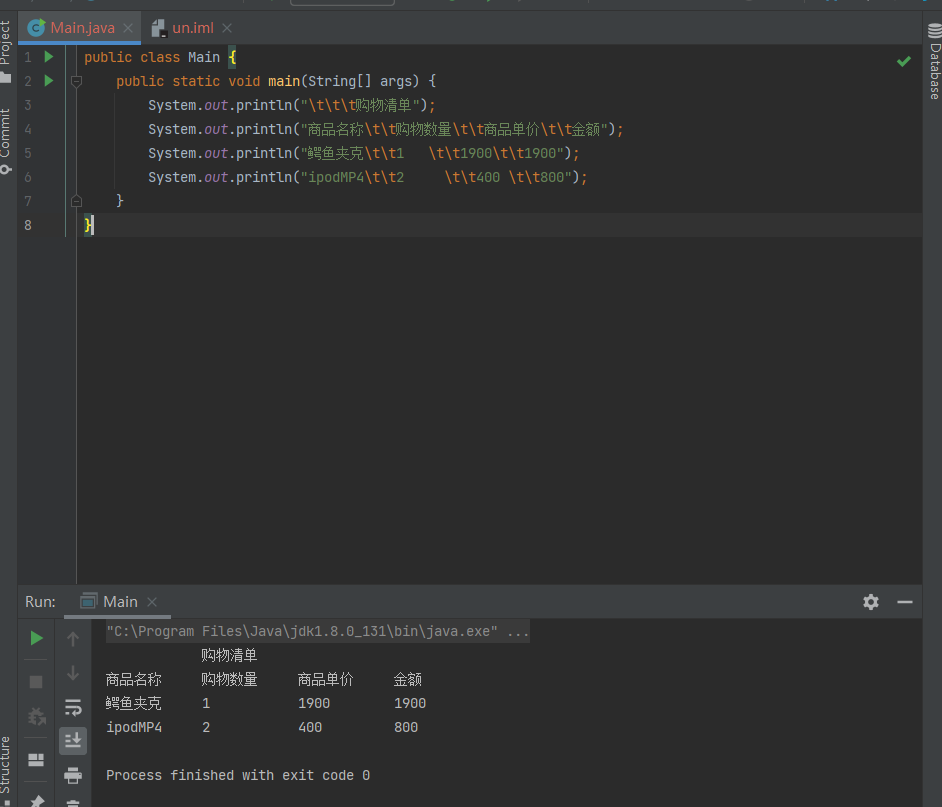 Main.java
un.iml
Project
Commit
Structure
Database
1 public class Main {
2 public static void main(String[] args) {
3 System.out.println("\t\t\t购物清单");
4 System.out.println("商品名称\t\t购物数量\t\t商品单价\t\t金额");
5 System.out.println("鳄鱼夹克\t\t1   \t\t1900\t\t1900");
6 System.out.println("ipodMP4\t\t2     \t\t400 \t\t800");
7 }
8 }
Run: Main
"C:\Program Files\Java\jdk1.8.0_131\bin\java.exe" ...
购物清单
商品名称 购物数量 商品单价 金额
鳄鱼夹克 1 1900 1900
ipodMP4 2 400 800
Process finished with exit code 0